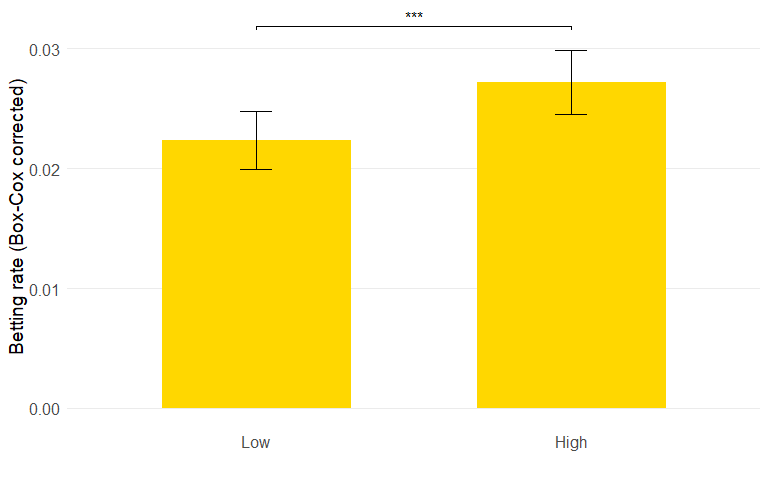 ***
0.03
0.02
0.01
0.00
Betting rate (Box-Cox corrected)
Low
High